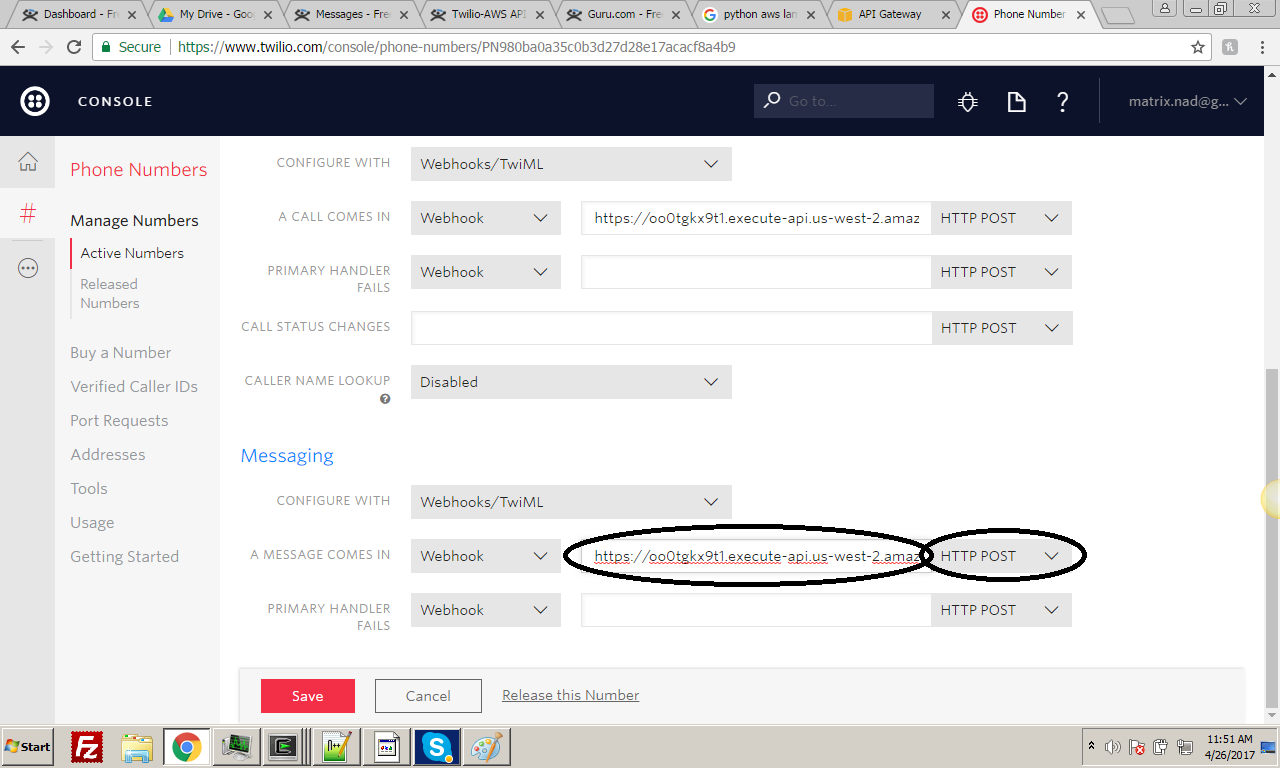 Dashboard - Fr
My Drive - Goo
Messages - Fre
Twilio-AWS API
Guru.com - Fre
python aws lan
API Gateway
Phone Number
Secure
https://www.twilio.com/console/phone-numbers/PN980ba0a35c0b3d27d28e17acacf8a4b9
CONSOLE
Go to...
?
matrix.nad@g...
Phone Numbers
Manage Numbers
Active Numbers
Released
Numbers
Buy a Number
Verified Caller IDs
Port Requests
Addresses
Tools
Usage
Getting Started
CONFIGURE WITH
Webhooks/TwiML
A CALL COMES IN
Webhook
https://oo0tgkx9t1.execute-api.us-west-2.amaz
HTTP POST
PRIMARY HANDLER
FAILS
Webhook
HTTP POST
CALL STATUS CHANGES
HTTP POST
CALLER NAME LOOKUP
?
Disabled
Messaging
CONFIGURE WITH
Webhooks/TwiML
A MESSAGE COMES IN
Webhook
https://oo0tgkx9t1.execute-api.us-west-2.amaz
HTTP POST
PRIMARY HANDLER
FAILS
Webhook
HTTP POST
Save
Cancel
Release this Number
Start
11:51 AM
4/26/2017